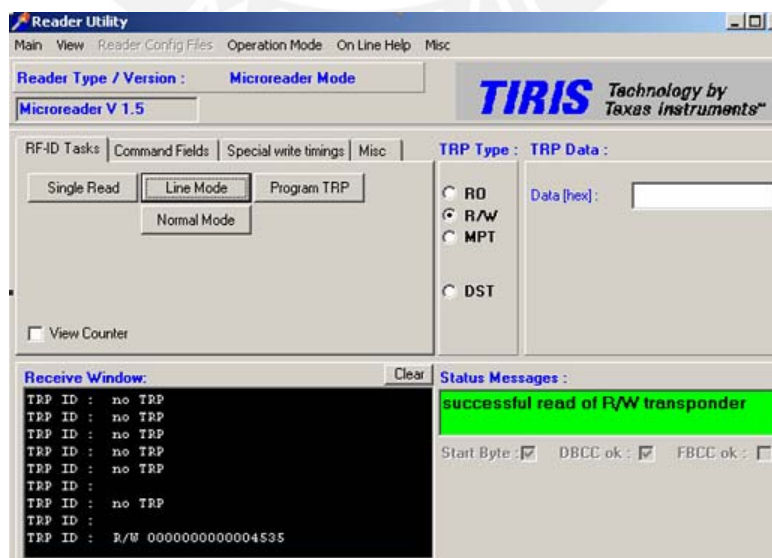 Reader Utility
Main View Reader Config Files Operation Mode On Line Help Misc
Reader Type / Version : Microreader Mode
Microreader V 1.5
TIRIS Technology by Texas Instruments™
RF-ID Tasks Command Fields Special write timings Misc
Single Read Line Mode Program TRP
Normal Mode
View Counter
TRP Type :
RO
R/W
MPT
DST
TRP Data :
Data [hex] :
Receive Window: Clear
TRP ID : no TRP
TRP ID : no TRP
TRP ID : no TRP
TRP ID : no TRP
TRP ID : no TRP
TRP ID :
TRP ID : no TRP
TRP ID :
TRP ID : R/W 0000000000004535
Status Messages :
successful read of R/W transponder
Start Byte : DBCC ok : FBCC ok :